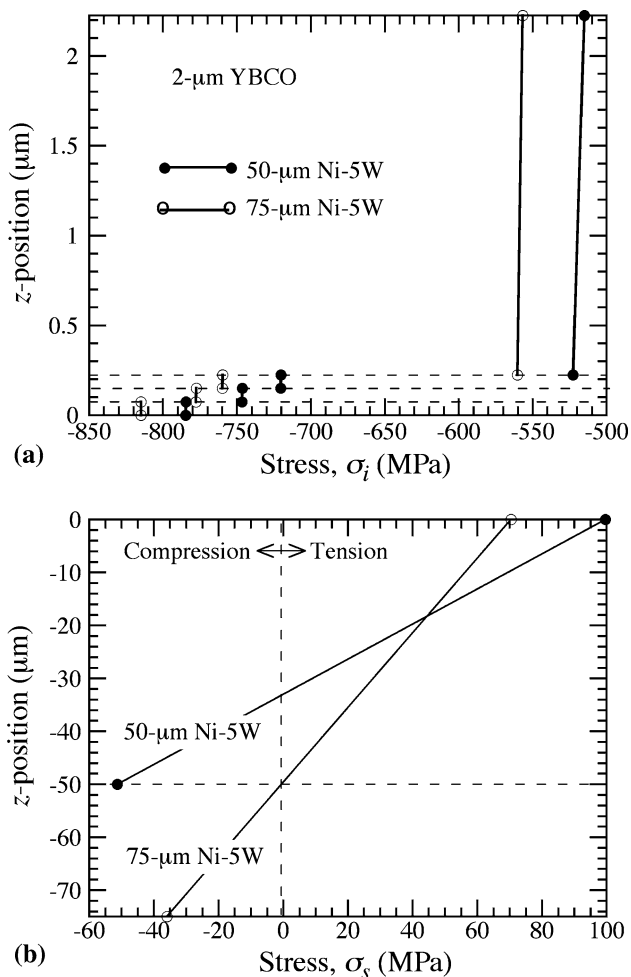 2
1.5
1
0.5
0
z-position (μm)
2-μm YBCO
50-μm Ni-5W
75-μm Ni-5W
-850 -800 -750 -700 -650 -600 -550 -500
(a)
Stress, σi (MPa)
0
-10
-20
-30
-40
-50
-60
-70
z-position (μm)
Compression Tension
50-μm Ni-5W
75-μm Ni-5W
-60 -40 -20 0 20 40 60 80 100
(b)
Stress, σs (MPa)